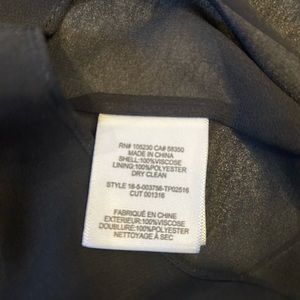 RN# 105230 CA# 58350
MADE IN CHINA
SHELL:100%VISCOSE
LINING:100%POLYESTER
DRY CLEAN
STYLE 16-5-003756-TP02516
CUT 001316
FABRIQUÉ EN CHINE
EXTERIEUR:100%VISCOSE
DOUBLURE:100%POLYESTER
NETTOYAGE À SEC